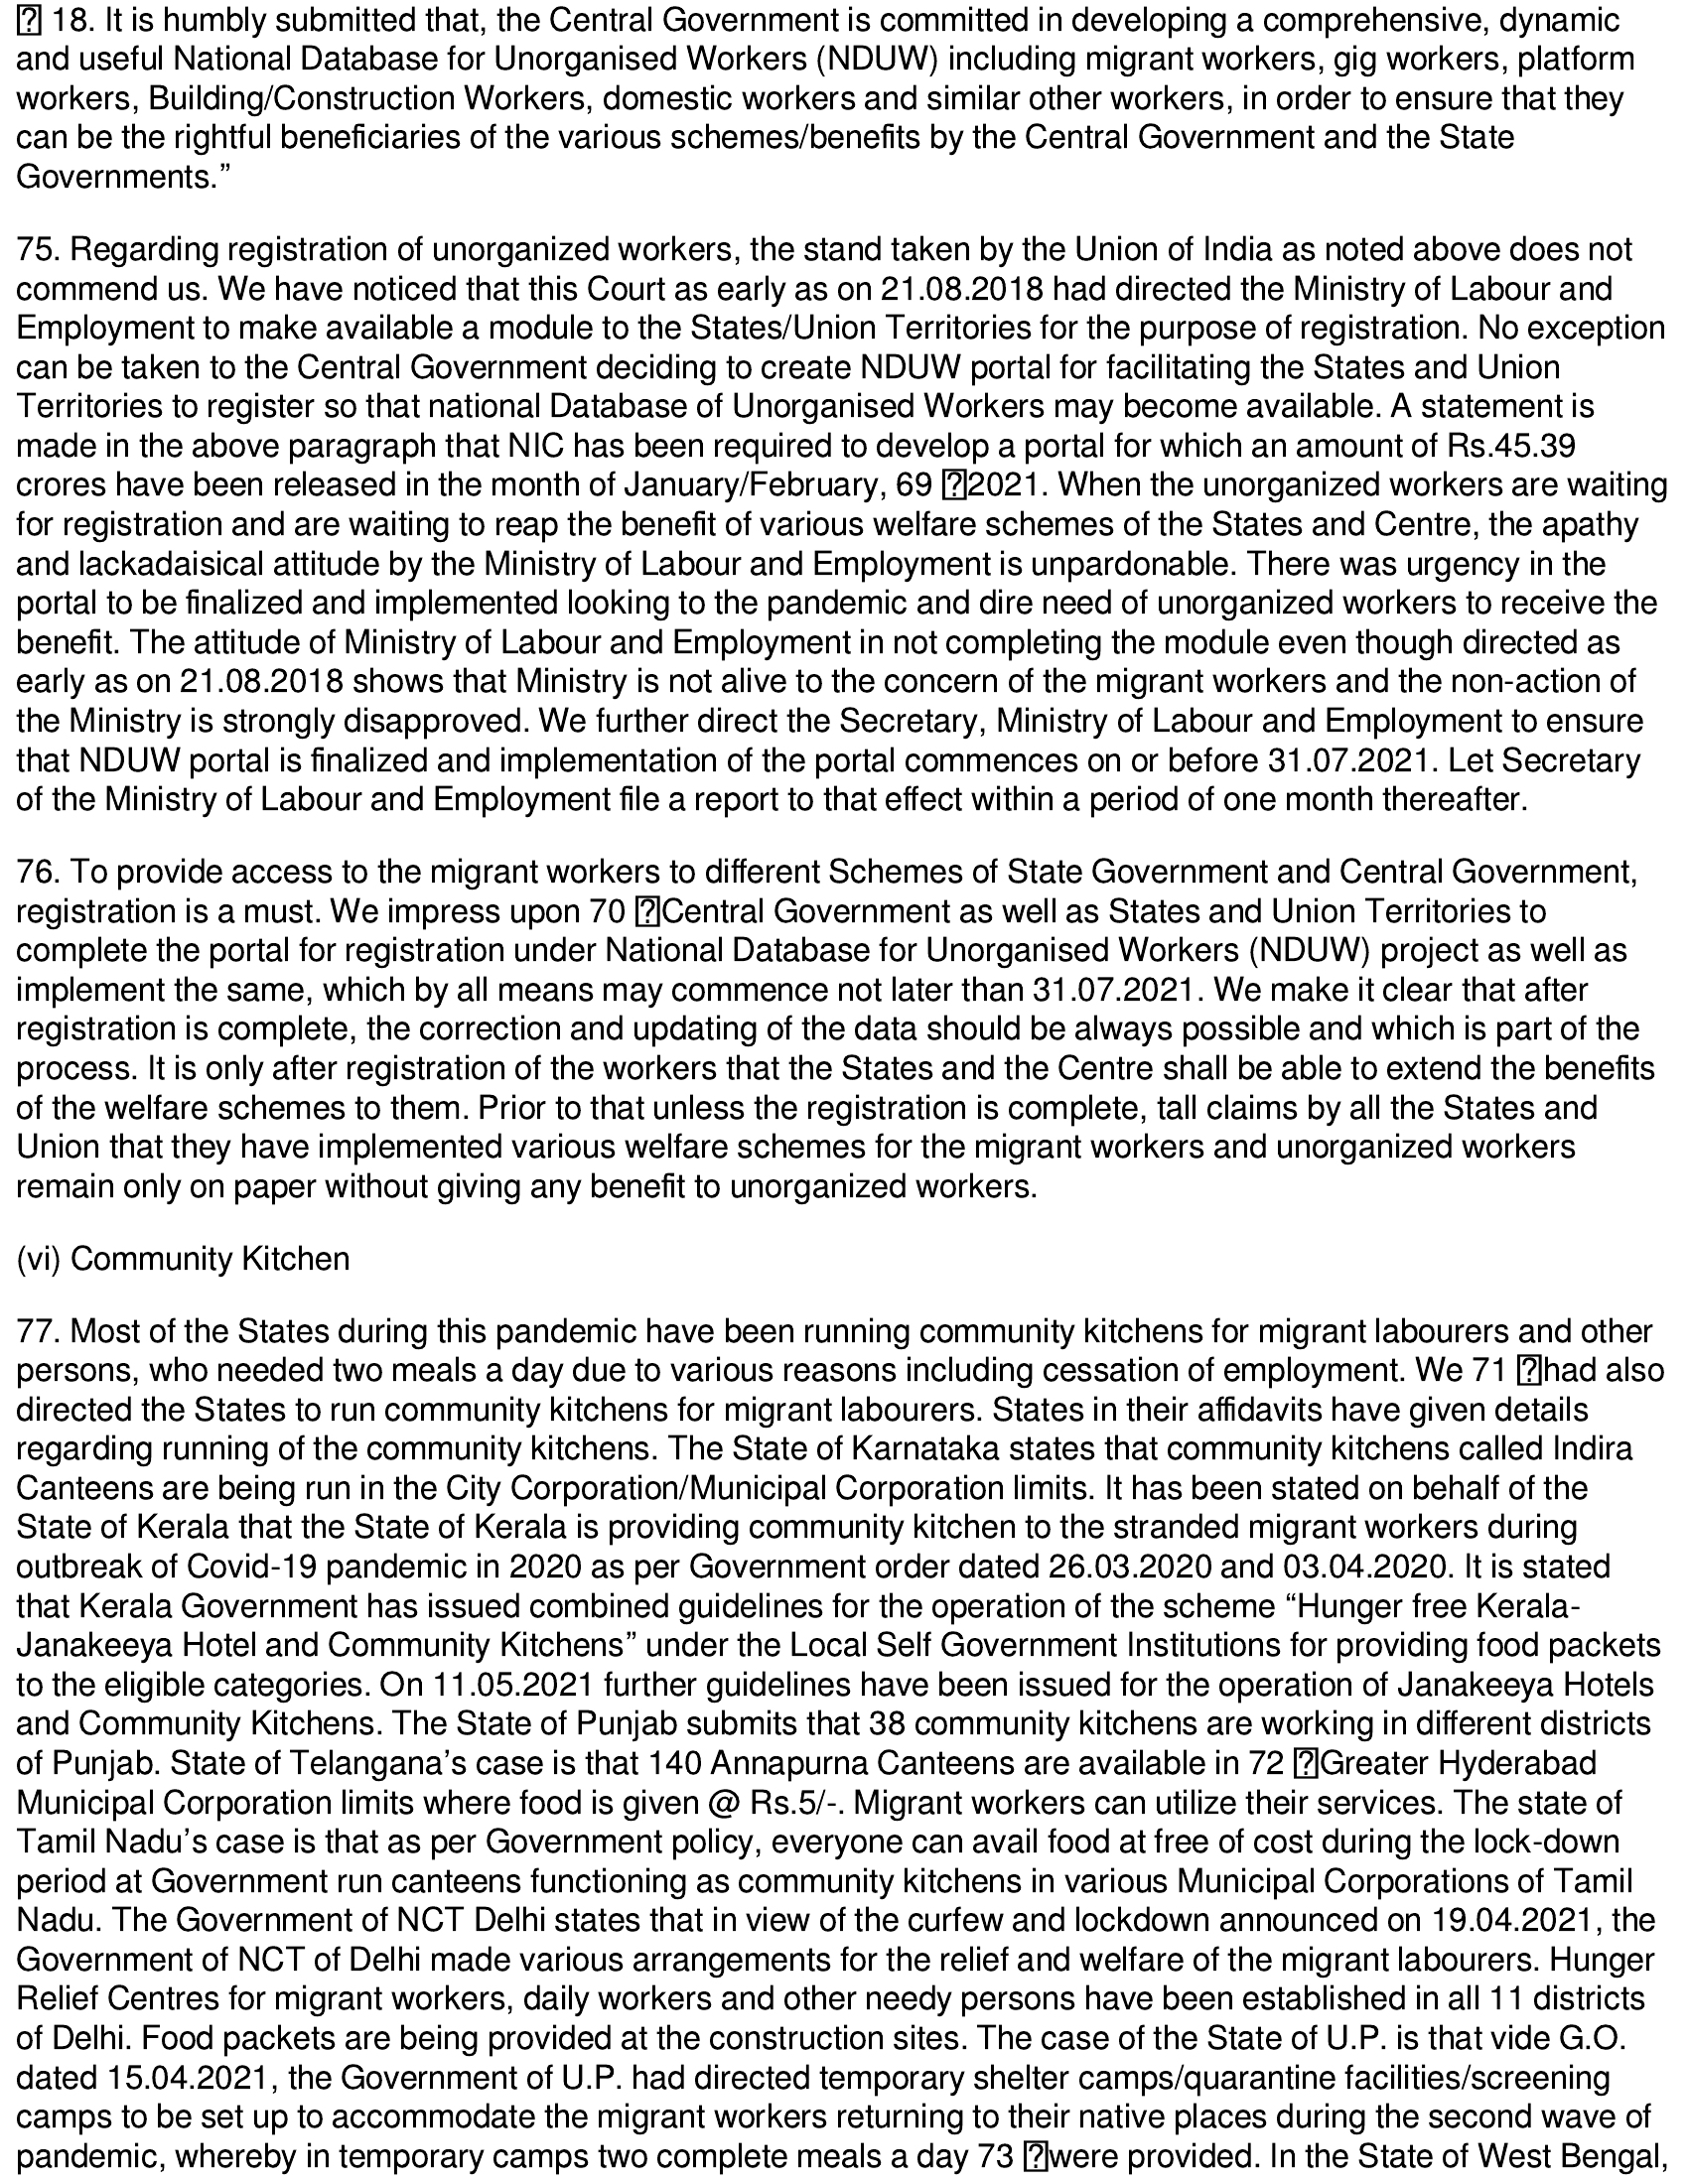 ⍰ 18. It is humbly submitted that, the Central Government is committed in developing a comprehensive, dynamic
and useful National Database for Unorganised Workers (NDUW) including migrant workers, gig workers, platform
workers, Building/Construction Workers, domestic workers and similar other workers, in order to ensure that they
can be the rightful beneficiaries of the various schemes/benefits by the Central Government and the State
Governments.”
75. Regarding registration of unorganized workers, the stand taken by the Union of India as noted above does not
commend us. We have noticed that this Court as early as on 21.08.2018 had directed the Ministry of Labour and
Employment to make available a module to the States/Union Territories for the purpose of registration. No exception
can be taken to the Central Government deciding to create NDUW portal for facilitating the States and Union
Territories to register so that national Database of Unorganised Workers may become available. A statement is
made in the above paragraph that NIC has been required to develop a portal for which an amount of Rs.45.39
crores have been released in the month of January/February, 69 ⍰2021. When the unorganized workers are waiting
for registration and are waiting to reap the benefit of various welfare schemes of the States and Centre, the apathy
and lackadaisical attitude by the Ministry of Labour and Employment is unpardonable. There was urgency in the
portal to be finalized and implemented looking to the pandemic and dire need of unorganized workers to receive the
benefit. The attitude of Ministry of Labour and Employment in not completing the module even though directed as
early as on 21.08.2018 shows that Ministry is not alive to the concern of the migrant workers and the non-action of
the Ministry is strongly disapproved. We further direct the Secretary, Ministry of Labour and Employment to ensure
that NDUW portal is finalized and implementation of the portal commences on or before 31.07.2021. Let Secretary
of the Ministry of Labour and Employment file a report to that effect within a period of one month thereafter.
76. To provide access to the migrant workers to different Schemes of State Government and Central Government,
registration is a must. We impress upon 70 ⍰Central Government as well as States and Union Territories to
complete the portal for registration under National Database for Unorganised Workers (NDUW) project as well as
implement the same, which by all means may commence not later than 31.07.2021. We make it clear that after
registration is complete, the correction and updating of the data should be always possible and which is part of the
process. It is only after registration of the workers that the States and the Centre shall be able to extend the benefits
of the welfare schemes to them. Prior to that unless the registration is complete, tall claims by all the States and
Union that they have implemented various welfare schemes for the migrant workers and unorganized workers
remain only on paper without giving any benefit to unorganized workers.
(vi) Community Kitchen
77. Most of the States during this pandemic have been running community kitchens for migrant labourers and other
persons, who needed two meals a day due to various reasons including cessation of employment. We 71 ⍰had also
directed the States to run community kitchens for migrant labourers. States in their affidavits have given details
regarding running of the community kitchens. The State of Karnataka states that community kitchens called Indira
Canteens are being run in the City Corporation/Municipal Corporation limits. It has been stated on behalf of the
State of Kerala that the State of Kerala is providing community kitchen to the stranded migrant workers during
outbreak of Covid-19 pandemic in 2020 as per Government order dated 26.03.2020 and 03.04.2020. It is stated
that Kerala Government has issued combined guidelines for the operation of the scheme “Hunger free Kerala-
Janakeeya Hotel and Community Kitchens” under the Local Self Government Institutions for providing food packets
to the eligible categories. On 11.05.2021 further guidelines have been issued for the operation of Janakeeya Hotels
and Community Kitchens. The State of Punjab submits that 38 community kitchens are working in different districts
of Punjab. State of Telangana’s case is that 140 Annapurna Canteens are available in 72 ⍰Greater Hyderabad
Municipal Corporation limits where food is given @ Rs.5/-. Migrant workers can utilize their services. The state of
Tamil Nadu’s case is that as per Government policy, everyone can avail food at free of cost during the lock-down
period at Government run canteens functioning as community kitchens in various Municipal Corporations of Tamil
Nadu. The Government of NCT Delhi states that in view of the curfew and lockdown announced on 19.04.2021, the
Government of NCT of Delhi made various arrangements for the relief and welfare of the migrant labourers. Hunger
Relief Centres for migrant workers, daily workers and other needy persons have been established in all 11 districts
of Delhi. Food packets are being provided at the construction sites. The case of the State of U.P. is that vide G.O.
dated 15.04.2021, the Government of U.P. had directed temporary shelter camps/quarantine facilities/screening
camps to be set up to accommodate the migrant workers returning to their native places during the second wave of
pandemic, whereby in temporary camps two complete meals a day 73 ⍰were provided. In the State of West Bengal,